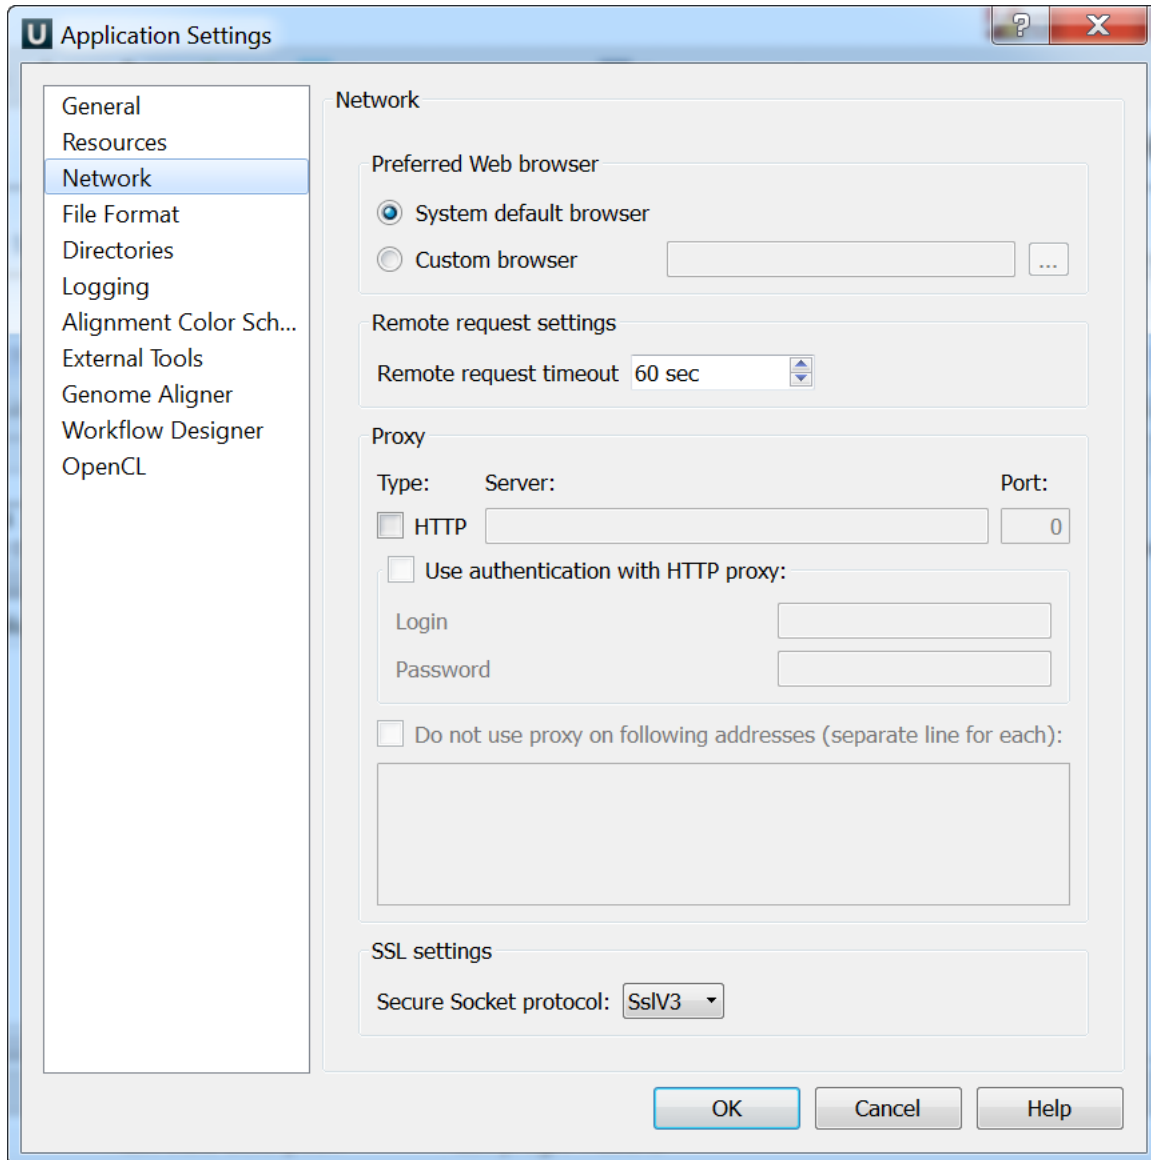 U Application Settings
?
X
General
Resources
Network
File Format
Directories
Logging
Alignment Color Sch...
External Tools
Genome Aligner
Workflow Designer
OpenCL
Network
Preferred Web browser
System default browser
Custom browser ...
Remote request settings
Remote request timeout 60 sec
Proxy
Type: Server: Port:
HTTP 0
Use authentication with HTTP proxy:
Login
Password
Do not use proxy on following addresses (separate line for each):
SSL settings
Secure Socket protocol: SslV3
OK Cancel Help